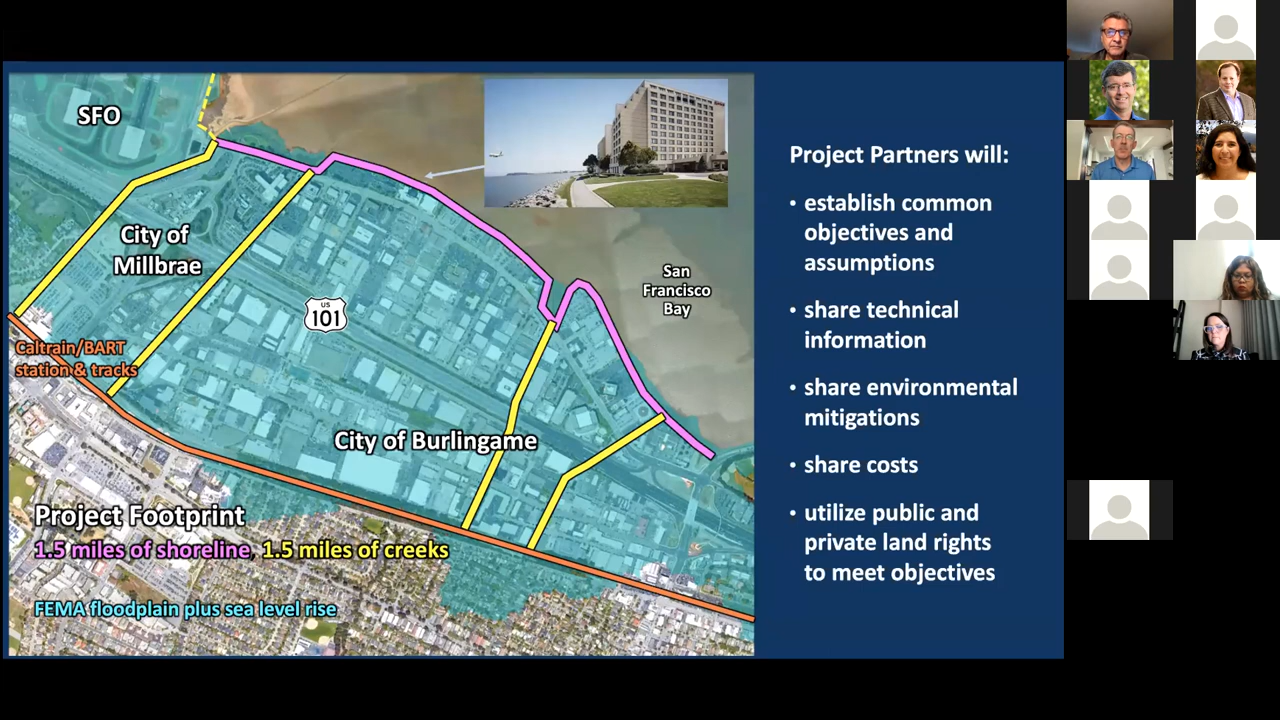 SFO
City of
Millbrae
US
101
San
Francisco
Bay
Caltrain/BART
station & tracks
City of Burlingame
Project Footprint
1.5 miles of shoreline, 1.5 miles of creeks
FEMA floodplain plus sea level rise
Project Partners will:
• establish common
objectives and
assumptions
• share technical
information
• share environmental
mitigations
• share costs
• utilize public and
private land rights
to meet objectives